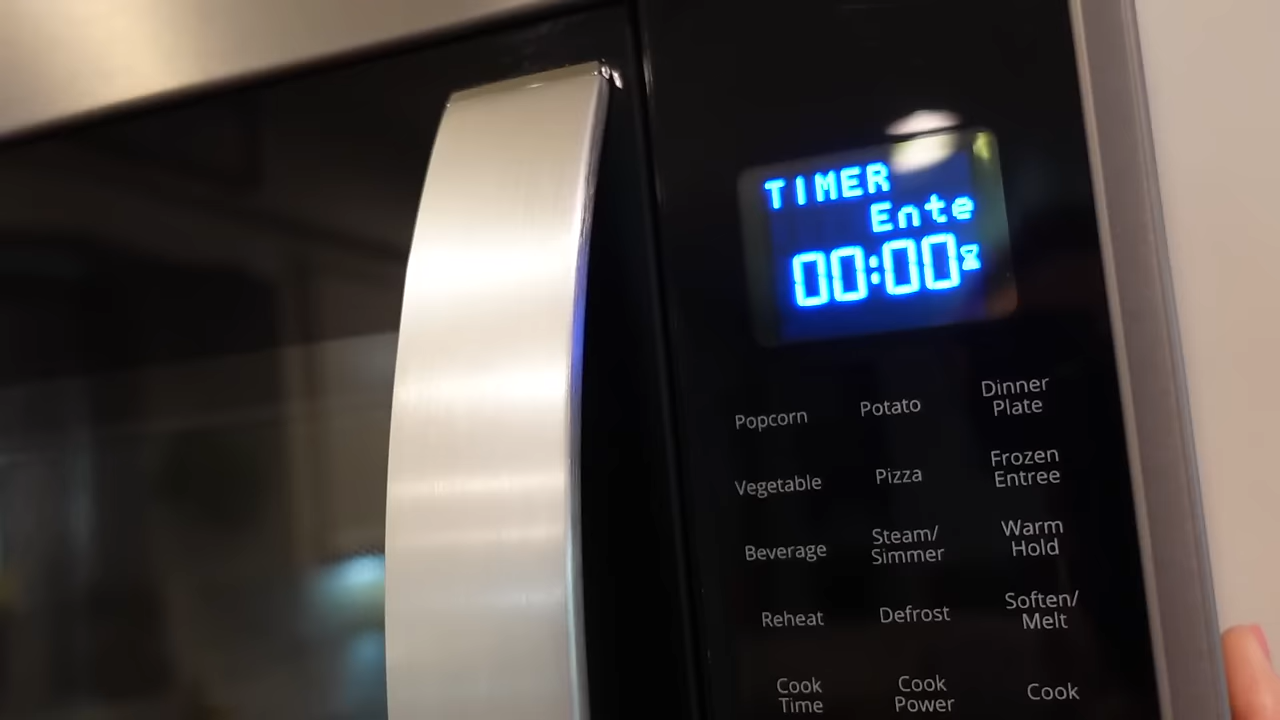 TIMER
Ente
00:00
Popcorn
Potato
Dinner
Plate
Vegetable
Pizza
Frozen
Entree
Beverage
Steam/
Simmer
Warm
Hold
Reheat
Defrost
Soften/
Melt
Cook
Time
Cook
Power
Cook